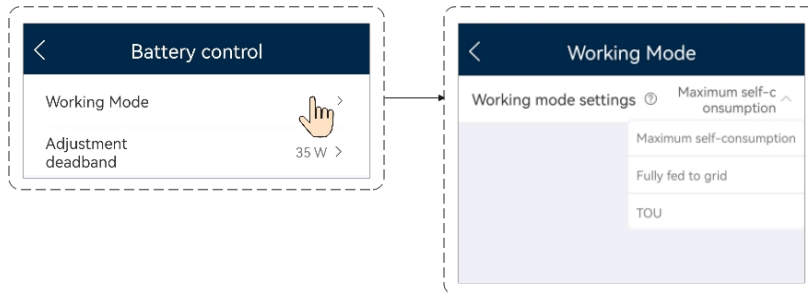 Battery control
Working Mode
Adjustment
deadband
35 W
Working Mode
Working mode settings
Maximum self-c
onsumption
Maximum self-consumption
Fully fed to grid
TOU